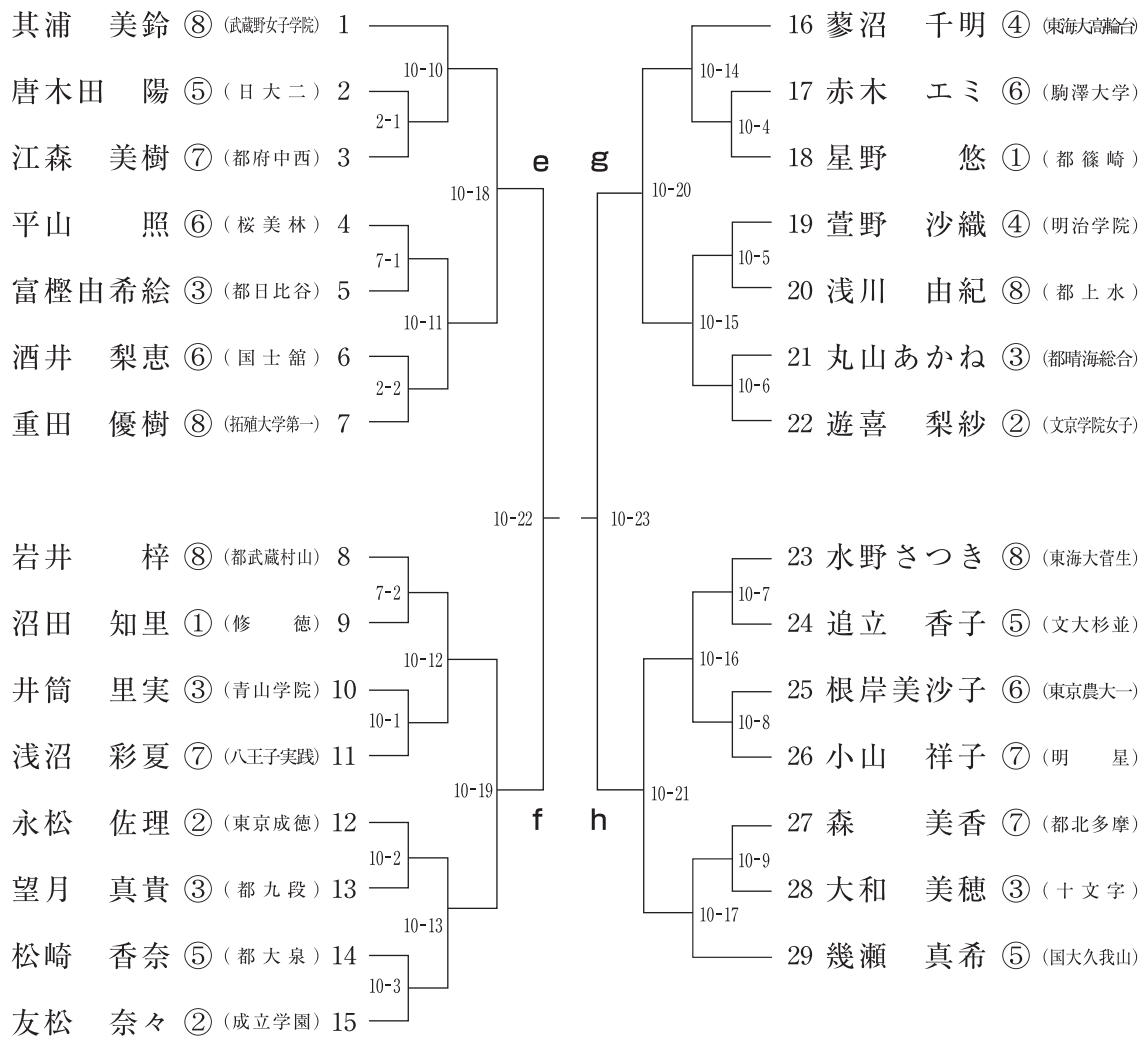 其浦 美鈴 ⑧ (武蔵野女子学院) 1
10-10
唐木田 陽 ⑤ (日大二) 2
2-1
江森 美樹 ⑦ (都府中西) 3
e
10-18
平山 照 ⑥ (桜美林) 4
7-1
富樫由希絵 ③ (都日比谷) 5
10-11
酒井 梨恵 ⑥ (国士舘) 6
2-2
重田 優樹 ⑧ (拓殖大学第一) 7
10-22
岩井 梓 ⑧ (都武蔵村山) 8
7-2
沼田 知里 ① (修徳) 9
10-12
井筒 里実 ③ (青山学院) 10
10-1
浅沼 彩夏 ⑦ (八王子実践) 11
10-19
f
永松 佐理 ② (東京成徳) 12
10-2
望月 真貴 ③ (都九段) 13
10-13
松崎 香奈 ⑤ (都大泉) 14
10-3
友松 奈々 ② (成立学園) 15
16 蓼沼 千明 ④ (東海大高輪台)
10-14
17 赤木 エミ ⑥ (駒澤大学)
10-4
18 星野 悠 ① (都篠崎)
g
10-20
19 萱野 沙織 ④ (明治学院)
10-5
20 浅川 由紀 ⑧ (都上水)
10-15
21 丸山あかね ③ (都晴海総合)
10-6
22 遊喜 梨紗 ② (文京学院女子)
10-23
23 水野さつき ⑧ (東海大菅生)
10-7
24 追立 香子 ⑤ (文大杉並)
10-16
25 根岸美沙子 ⑥ (東京農大一)
10-8
26 小山 祥子 ⑦ (明星)
10-21
h
27 森 美香 ⑦ (都北多摩)
10-9
28 大和 美穂 ③ (十文字)
10-17
29 幾瀬 真希 ⑤ (国大久我山)